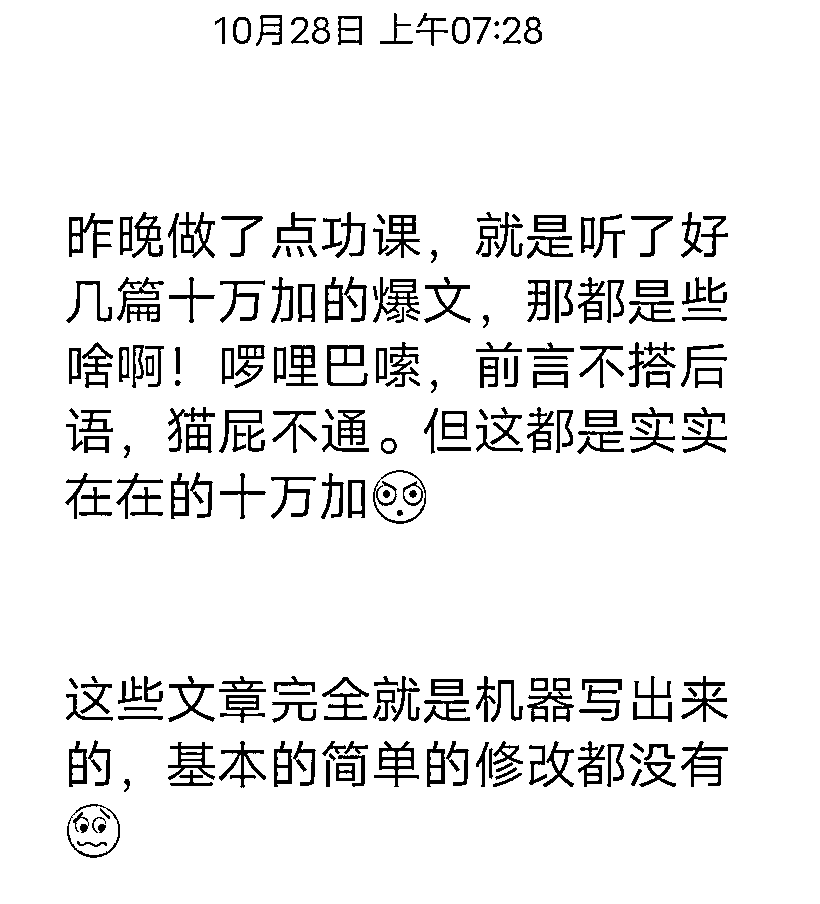 10月28日 上午07:28
昨晚做了点功课，就是听了好
几篇十万加的爆文，那都是些
啥啊！啰哩巴嗦，前言不搭后
语，猫屁不通。但这都是实实
在在的十万加
这些文章完全就是机器写出来
的，基本的简单的修改都没有